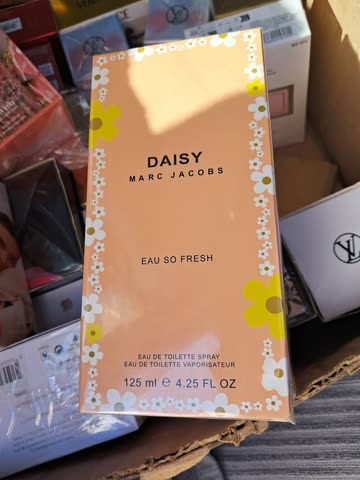 DAISY
MARC JACOBS
EAU SO FRESH
EAU DE TOILETTE SPRAY
EAU DE TOILETTE VAPORISATEUR
125 ml e 4.25 FL OZ